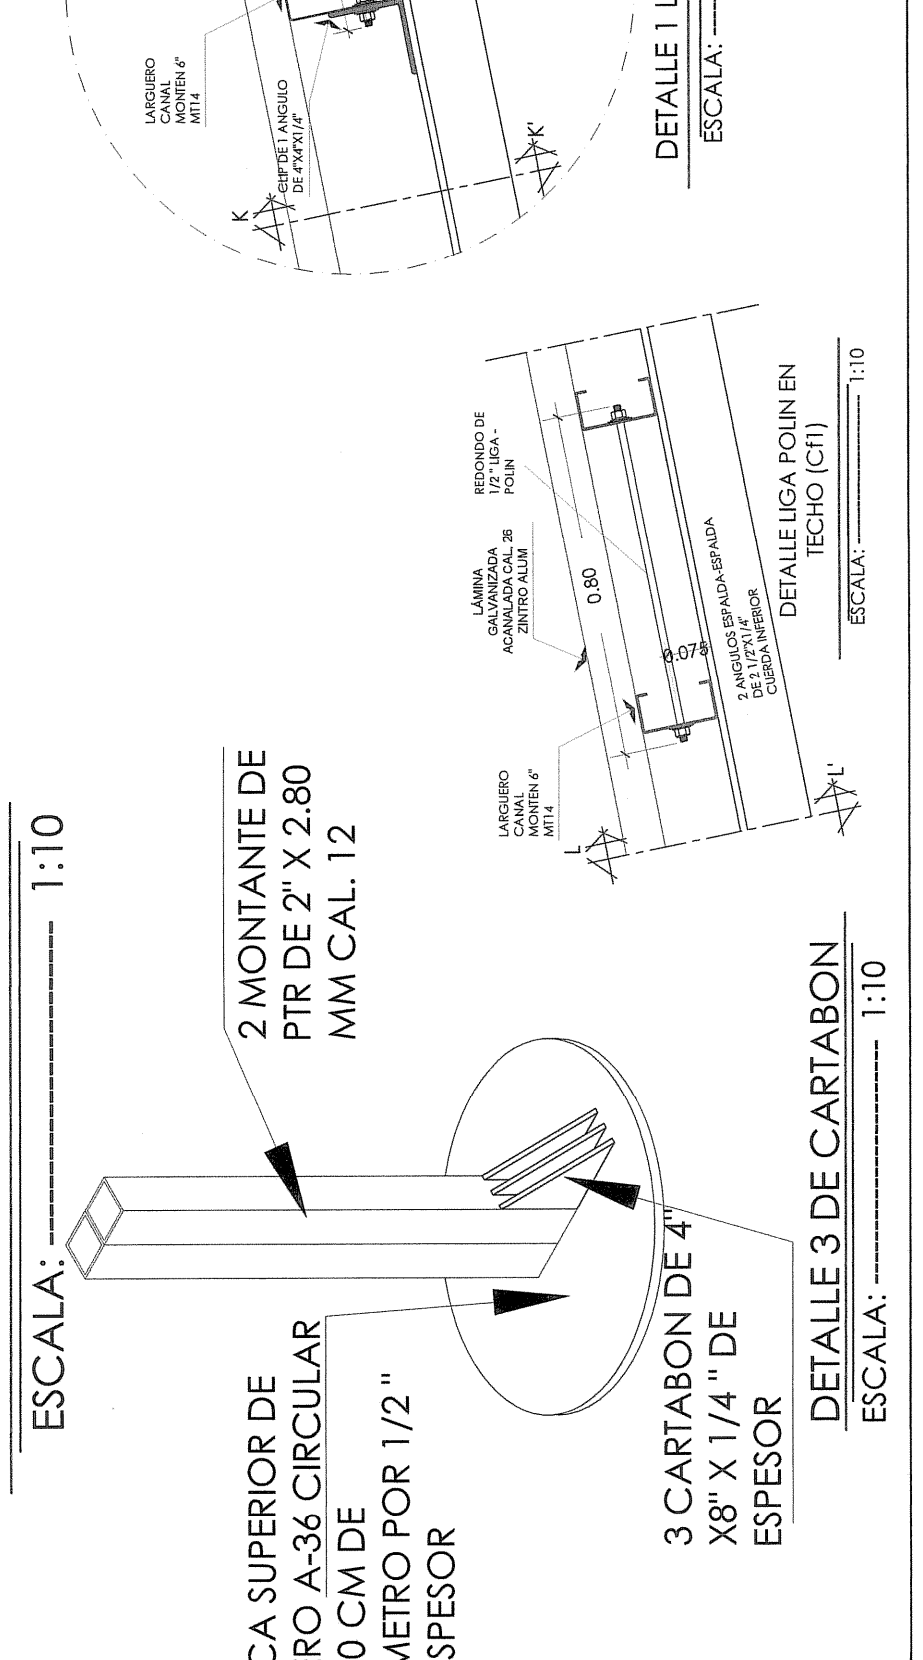 ESCALA: ------------------------------ 1:10
2 MONTANTE DE
PTR DE 2" X 2.80
MM CAL. 12
CA SUPERIOR DE
ERO A-36 CIRCULAR
0 CM DE
METRO POR 1/2 "
SPESOR
3 CARTABON DE 4"
X8" X 1/4 " DE
ESPESOR
DETALLE 3 DE CARTABON
ESCALA: ------------------------------ 1:10
LARGUERO
CANAL
MONTEN 6"
MT14
LÁMINA
GALVANIZADA
ACANALADA CAL. 26
ZINTRO ALUM
REDONDO DE
1/2 " LIGA -
POLIN
0.80
0.075
2 ANGULOS ESPALDA-ESPALDA
DE 2 1/2"X1/4"
CUERDA INFERIOR
L
L'
DETALLE LIGA POLIN EN
TECHO (Cf1)
ESCALA: ------------------------------ 1:10
LARGUERO
CANAL
MONTEN 6"
MT14
CLIP DE 1 ANGULO
DE 4"X4"X1/4"
K
K'
DETALLE 1 L
ESCALA: ---